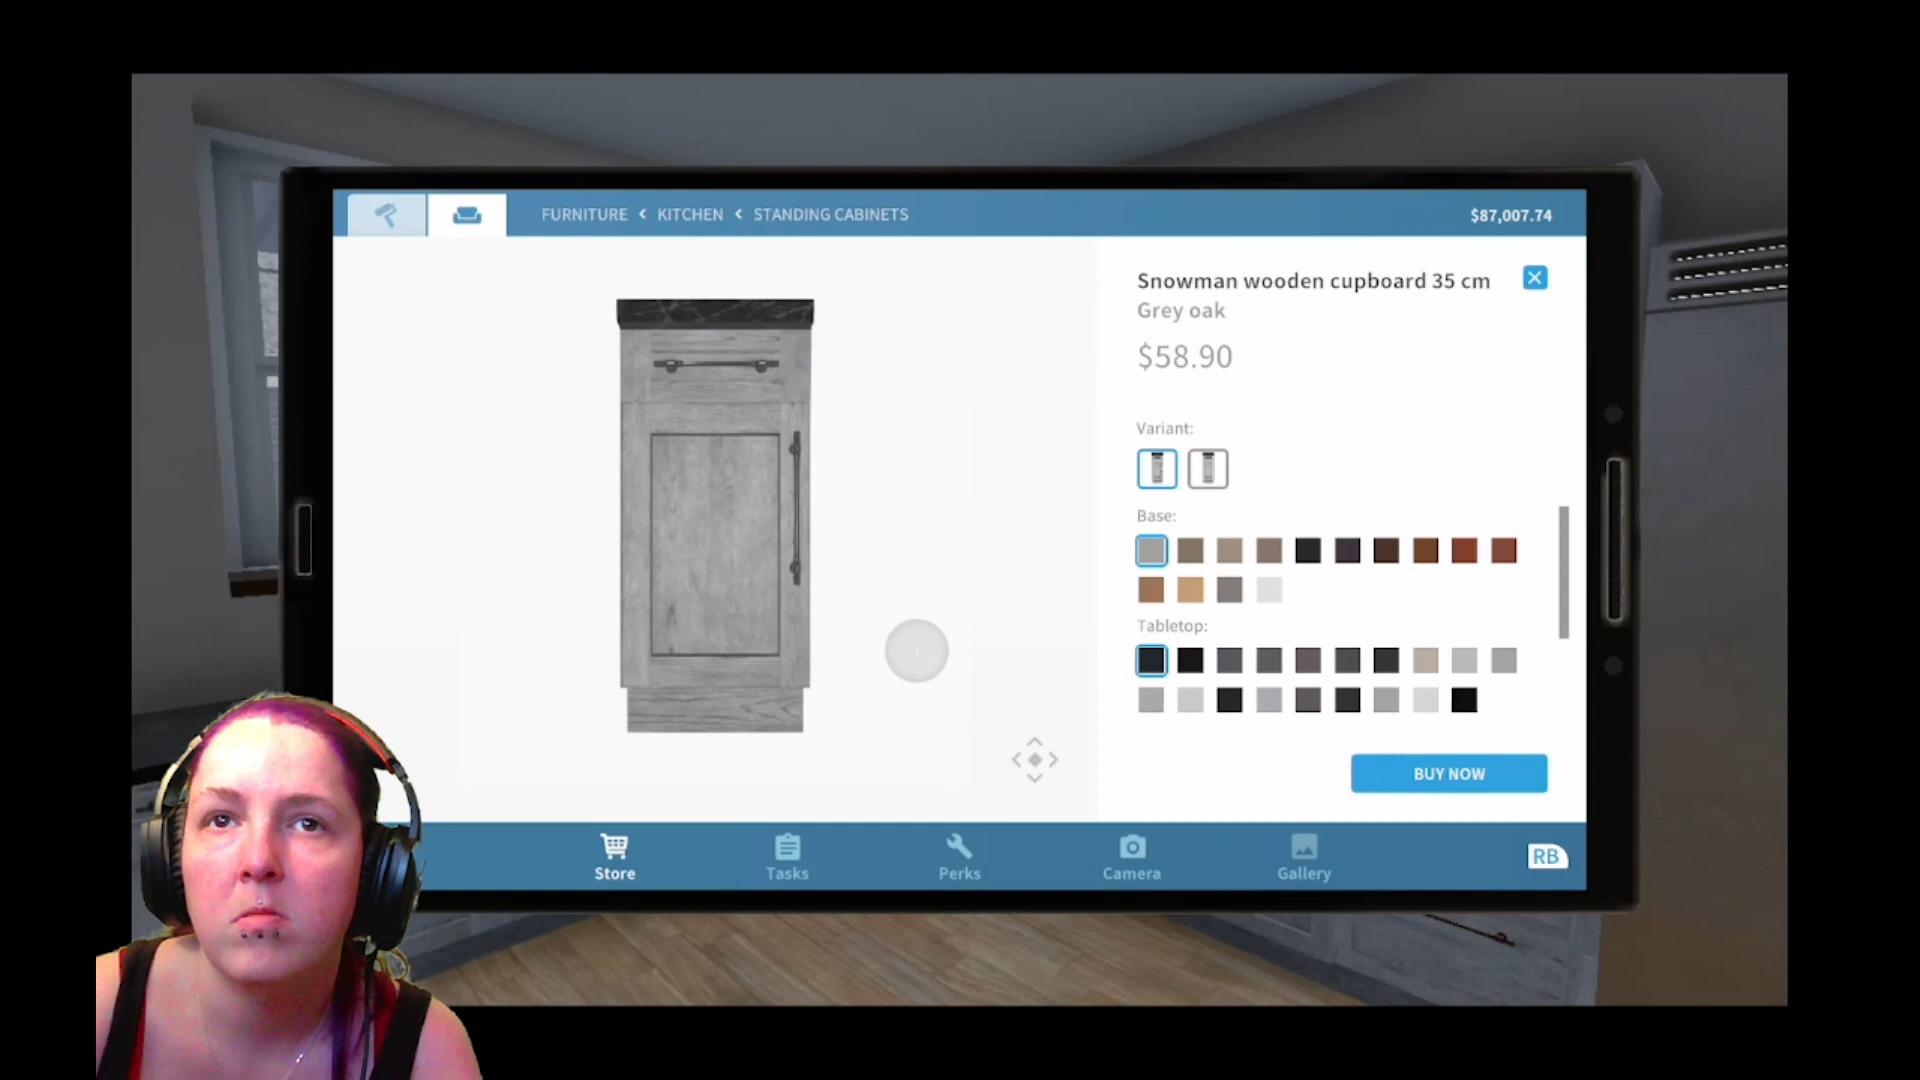 FURNITURE < KITCHEN < STANDING CABINETS
$87,007.74
Snowman wooden cupboard 35 cm
Grey oak
$58.90
Variant:
Base:
Tabletop:
BUY NOW
Store
Tasks
Perks
Camera
Gallery
RB